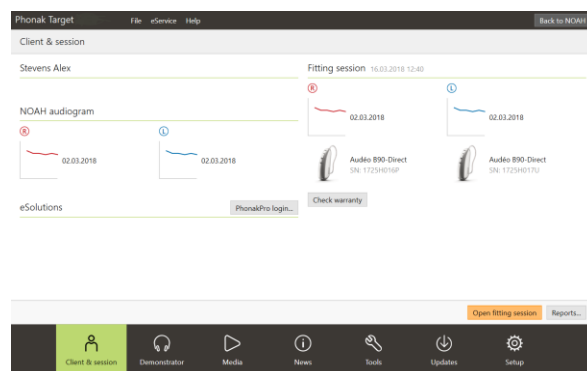 Phonak Target File eService Help Back to NOAH
Client & session
Stevens Alex
NOAH audiogram
R L
02.03.2018 02.03.2018
eSolutions PhonakPro login...
Fitting session 16.03.2018 12:40
R L
02.03.2018 02.03.2018
Audéo B90-Direct Audéo B90-Direct
SN: 1725H016P SN: 1725H017U
Check warranty
Open fitting session Reports...
Client & session Demonstrator Media News Tools Updates Setup